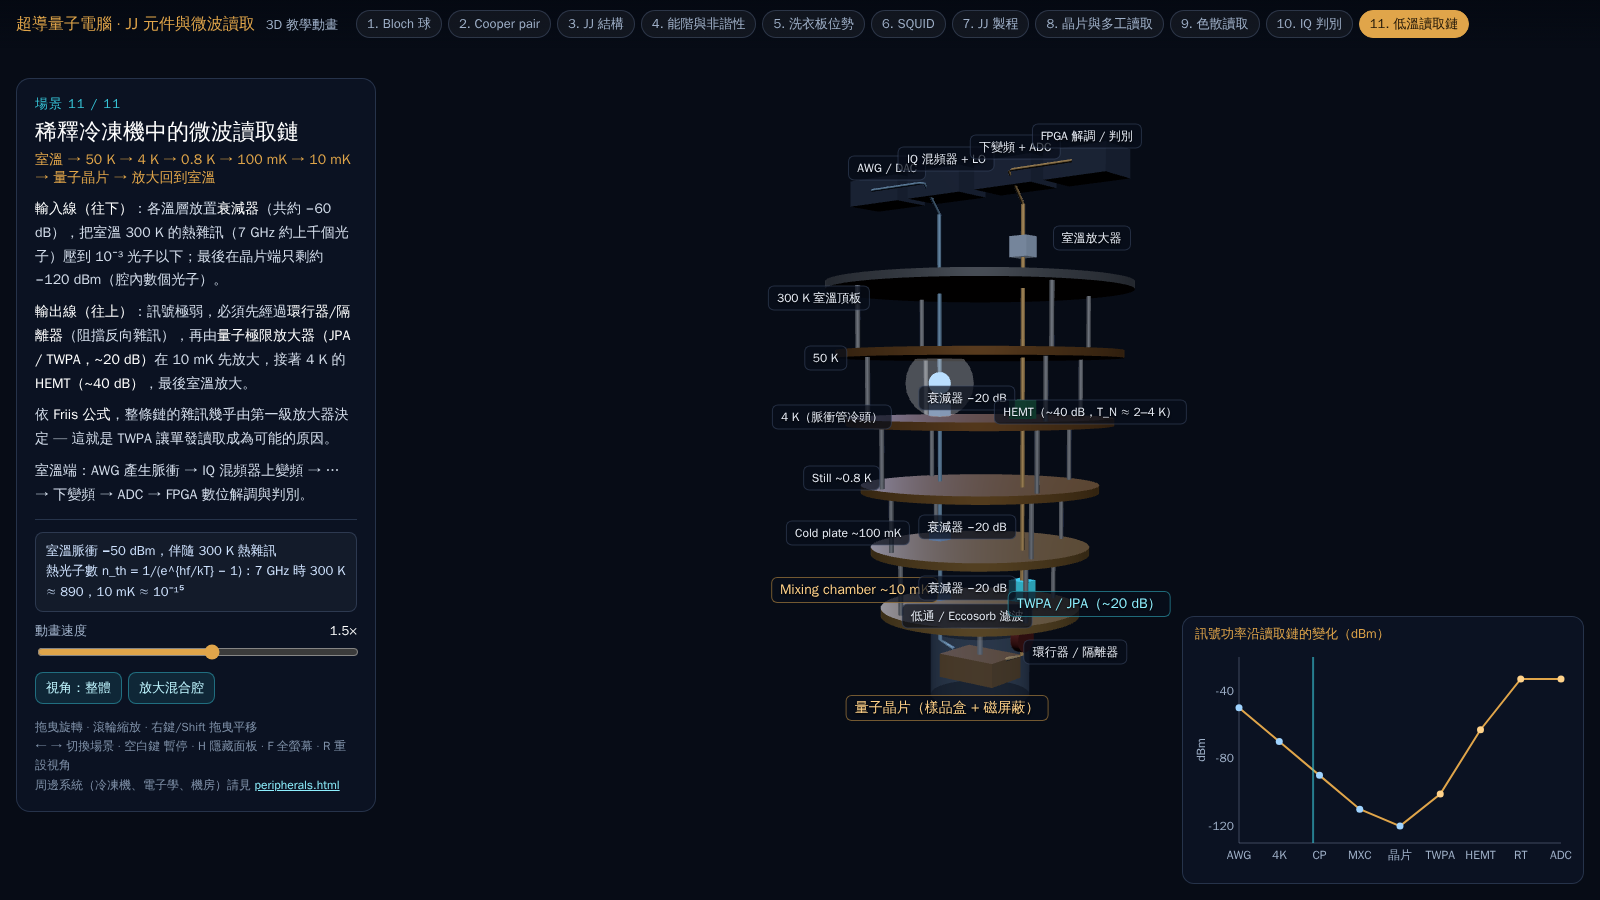 超導量子電腦 · JJ 元件與微波讀取
3D 教學動畫
1. Bloch 球
2. Cooper pair
3. JJ 結構
4. 能階與非諧性
5. 洗衣板位勢
6. SQUID
7. JJ 製程
8. 晶片與多工讀取
9. 色散讀取
10. IQ 判別
11. 低溫讀取鏈
場景 11 / 11
稀釋冷凍機中的微波讀取鏈
室溫 → 50 K → 4 K → 0.8 K → 100 mK → 10 mK
→ 量子晶片 → 放大回到室溫
輸入線（往下）：各溫層放置衰減器（共約 −60
dB），把室溫 300 K 的熱雜訊（7 GHz 約上千個光
子）壓到 10⁻³ 光子以下；最後在晶片端只剩約
−120 dBm（腔內數個光子）。
輸出線（往上）：訊號極弱，必須先經過環行器/隔
離器（阻擋反向雜訊），再由量子極限放大器（JPA
/ TWPA，~20 dB）在 10 mK 先放大，接著 4 K 的
HEMT（~40 dB），最後室溫放大。
依 Friis 公式，整條鏈的雜訊幾乎由第一級放大器決
定 — 這就是 TWPA 讓單發讀取成為可能的原因。
室溫端：AWG 產生脈衝 → IQ 混頻器上變頻 → ⋯
→ 下變頻 → ADC → FPGA 數位解調與判別。
室溫脈衝 −50 dBm，伴隨 300 K 熱雜訊
熱光子數 n_th = 1/(e^{hf/kT} − 1)：7 GHz 時 300 K
≈ 890，10 mK ≈ 10⁻¹⁵
動畫速度
1.5×
視角：整體
放大混合腔
拖曳旋轉 · 滾輪縮放 · 右鍵/Shift 拖曳平移
← → 切換場景 · 空白鍵 暫停 · H 隱藏面板 · F 全螢幕 · R 重
設視角
周邊系統（冷凍機、電子學、機房）請見 peripherals.html
FPGA 解調 / 判別
下變頻 + ADC
IQ 混頻器 + LO
AWG / DAC
室溫放大器
300 K 室溫頂板
50 K
衰減器 −20 dB
HEMT（~40 dB，T_N ≈ 2–4 K）
4 K（脈衝管冷頭）
Still ~0.8 K
衰減器 −20 dB
Cold plate ~100 mK
Mixing chamber ~10 mK
衰減器 −20 dB
TWPA / JPA（~20 dB）
低通 / Eccosorb 濾波
環行器 / 隔離器
量子晶片（樣品盒 + 磁屏蔽）
訊號功率沿讀取鏈的變化（dBm）
-40
-80
-120
dBm
AWG
4K
CP
MXC
晶片
TWPA
HEMT
RT
ADC